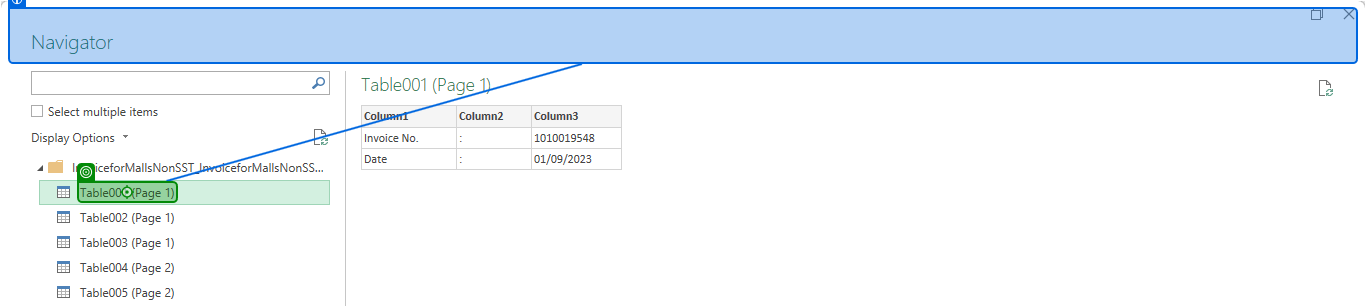 Navigator
Select multiple items
Display Options
InvoiceforMallsNonSST_InvoiceforMallsNonSS...
Table001 (Page 1)
Table002 (Page 1)
Table003 (Page 1)
Table004 (Page 2)
Table005 (Page 2)
Table001 (Page 1)
Column1 Column2 Column3
Invoice No. : 1010019548
Date : 01/09/2023